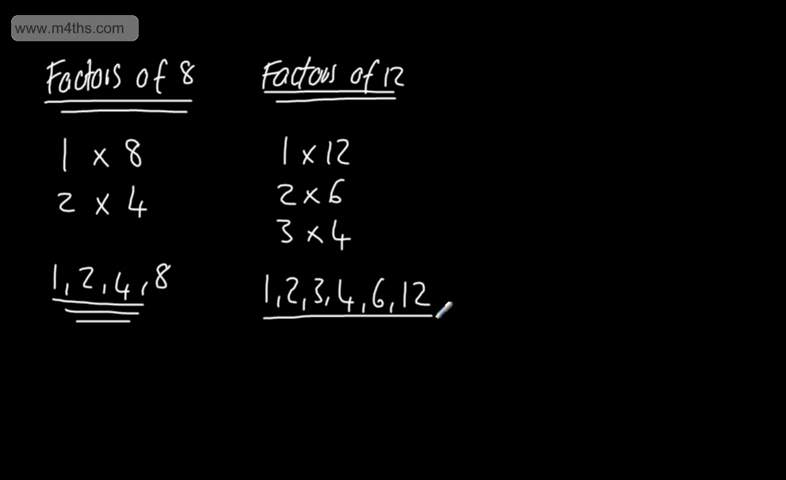 www.m4ths.com
Factors of 8
1 x 8
2 x 4
1, 2, 4, 8
Factors of 12
1 x 12
2 x 6
3 x 4
1, 2, 3, 4, 6, 12